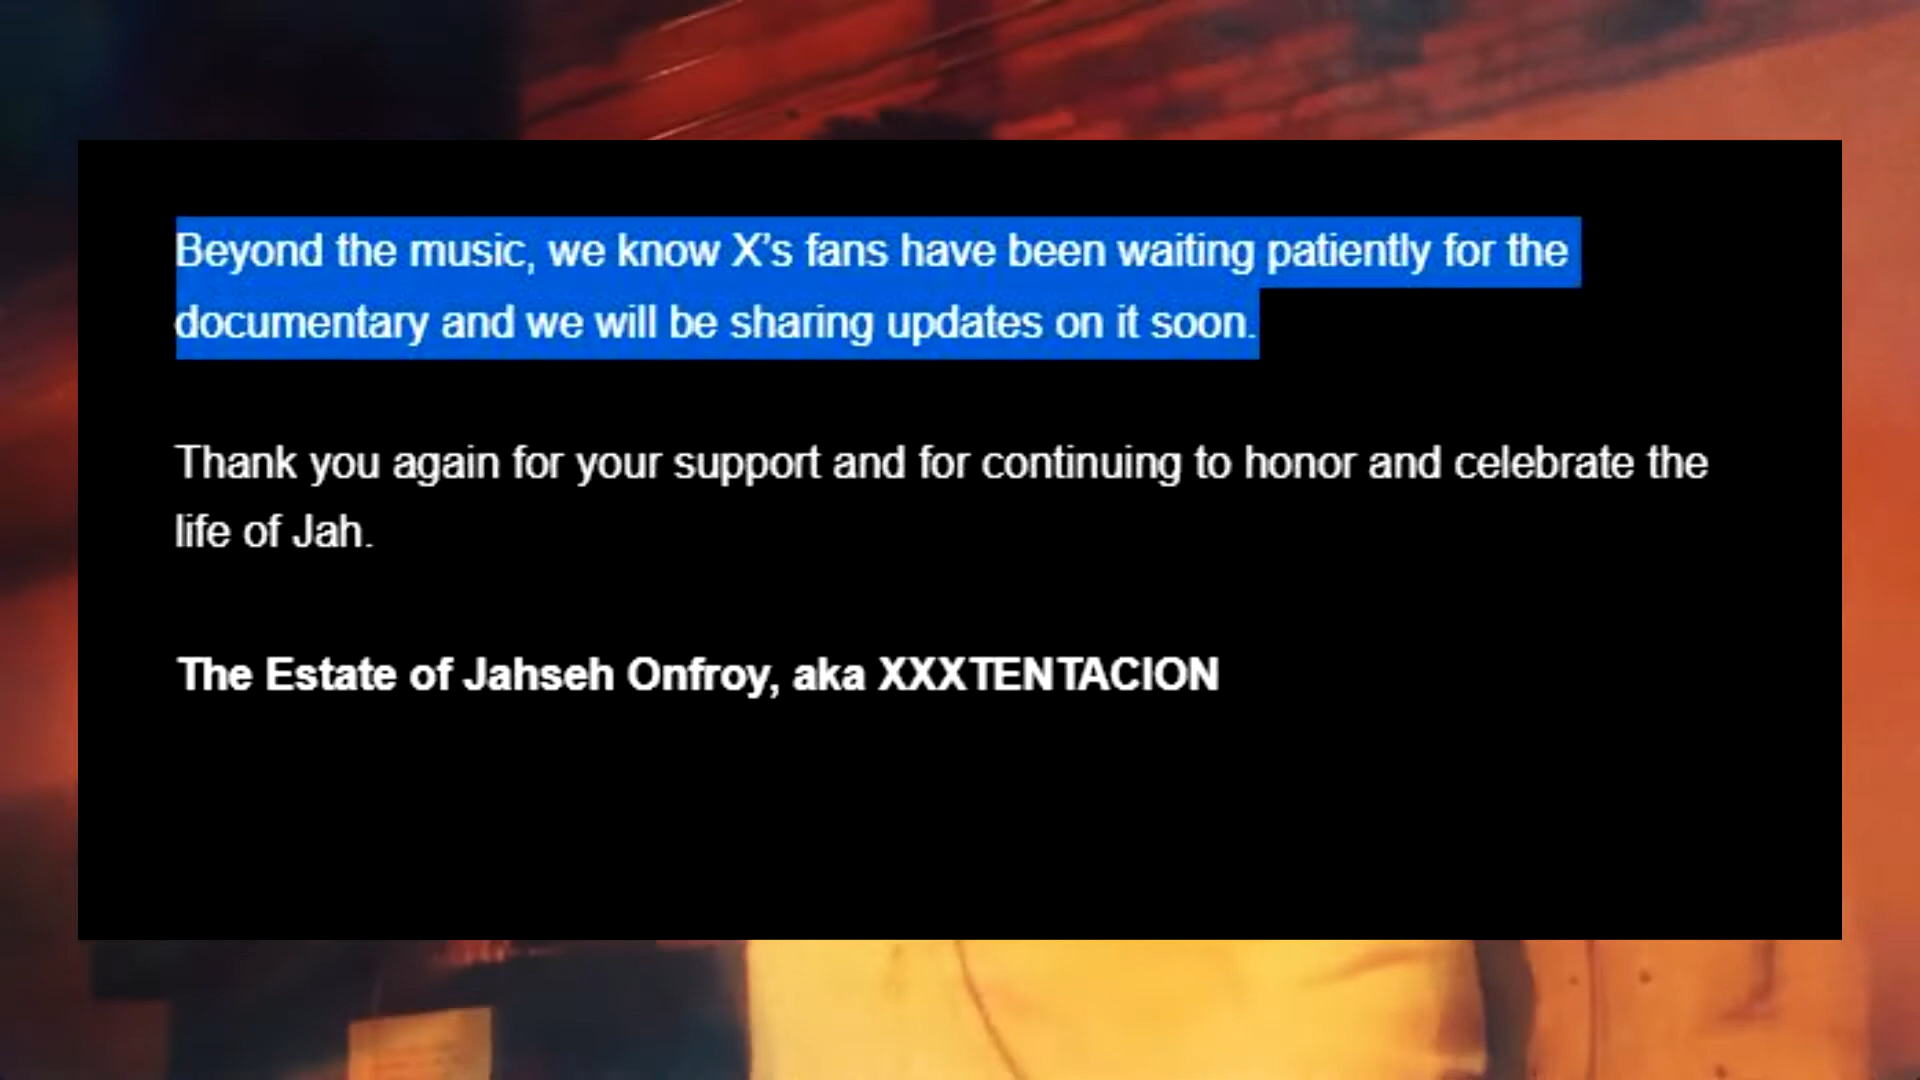 Beyond the music, we know X’s fans have been waiting patiently for the
documentary and we will be sharing updates on it soon.
Thank you again for your support and for continuing to honor and celebrate the
life of Jah.
The Estate of Jahseh Onfroy, aka XXXTENTACION